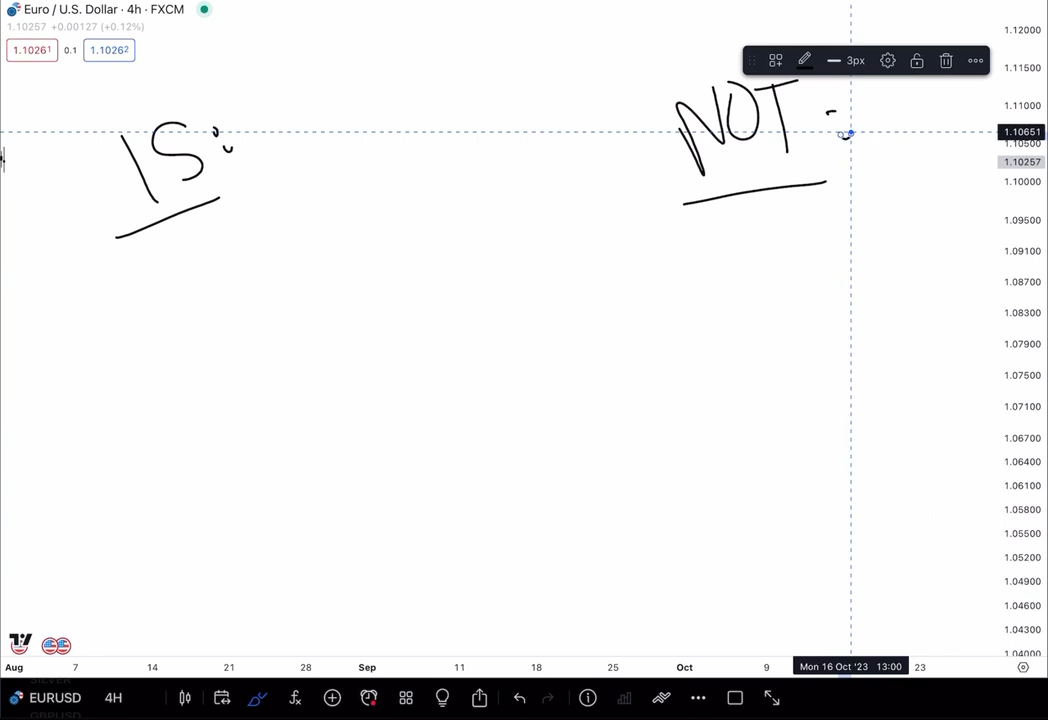 Euro / U.S. Dollar · 4h · FXCM
1.10257 +0.00127 (+0.12%)
1.10261 0.1 1.10262
3px
IS:
NOT:
1.12000
1.11500
1.11000
1.10651
1.10500
1.10257
1.10000
1.09500
1.09100
1.08700
1.08300
1.07900
1.07500
1.07100
1.06700
1.06400
1.06100
1.05800
1.05500
1.05200
1.04900
1.04600
1.04300
1.04000
Aug 7 14 21 28 Sep 11 18 25 Oct 9 Mon 16 Oct '23 13:00 23
SILVER
EURUSD 4H
GBPUSD